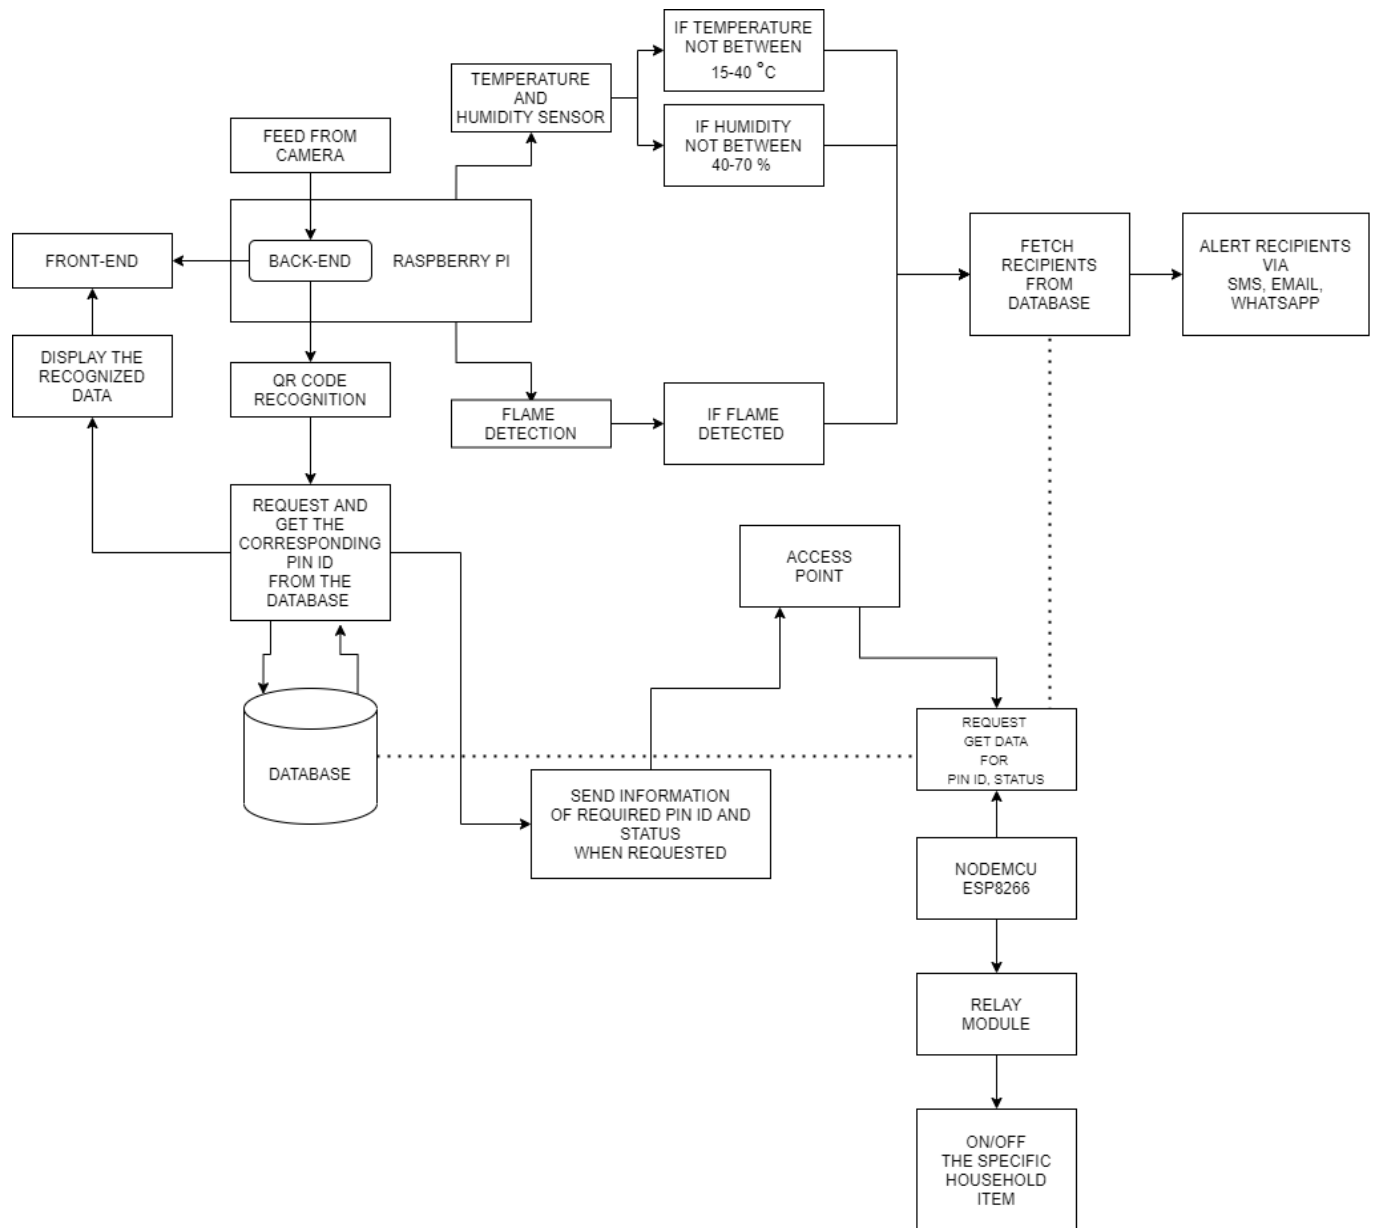 IF TEMPERATURE
NOT BETWEEN
15-40 °C
TEMPERATURE
AND
HUMIDITY SENSOR
IF HUMIDITY
NOT BETWEEN
40-70 %
FEED FROM
CAMERA
FRONT-END
BACK-END
RASPBERRY PI
FETCH
RECIPIENTS
FROM
DATABASE
ALERT RECIPIENTS
VIA
SMS, EMAIL,
WHATSAPP
DISPLAY THE
RECOGNIZED
DATA
QR CODE
RECOGNITION
FLAME
DETECTION
IF FLAME
DETECTED
REQUEST AND
GET THE
CORRESPONDING
PIN ID
FROM THE
DATABASE
ACCESS
POINT
DATABASE
REQUEST
GET DATA
FOR
PIN ID, STATUS
SEND INFORMATION
OF REQUIRED PIN ID AND
STATUS
WHEN REQUESTED
NODEMCU
ESP8266
RELAY
MODULE
ON/OFF
THE SPECIFIC
HOUSEHOLD
ITEM